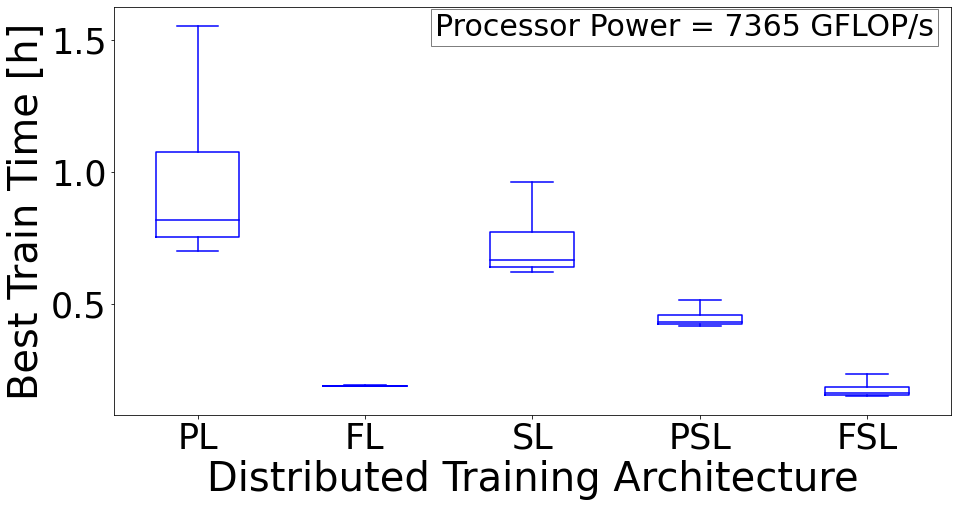 Processor Power = 7365 GFLOP/s
Best Train Time [h]
1.5
1.0
0.5
PL FL SL PSL FSL
Distributed Training Architecture